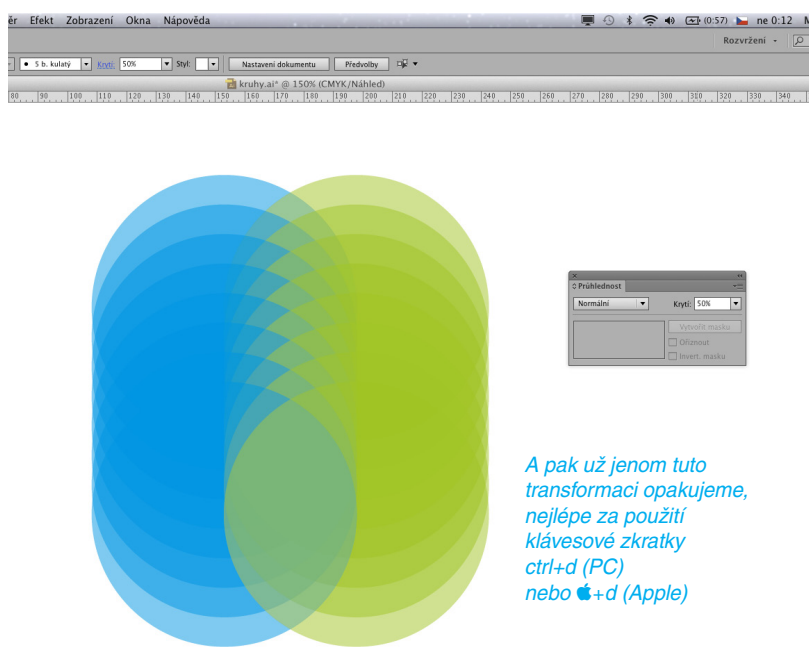 ěr Efekt Zobrazení Okna Nápověda (0:57) ne 0:12 M
Rozvržení
5 b. kulatý Krytí: 50% Styl: Nastavení dokumentu Předvolby
kruhy.ai* @ 150% (CMYK/Náhled)
80 90 100 110 120 130 140 150 160 170 180 190 200 210 220 230 240 250 260 270 280 290 300 310 320 330 340
Průhlednost
Normální Krytí: 50%
Vytvořit masku
Oříznout
Invert. masku
A pak už jenom tuto
transformaci opakujeme,
nejlépe za použití
klávesové zkratky
ctrl+d (PC)
nebo +d (Apple)